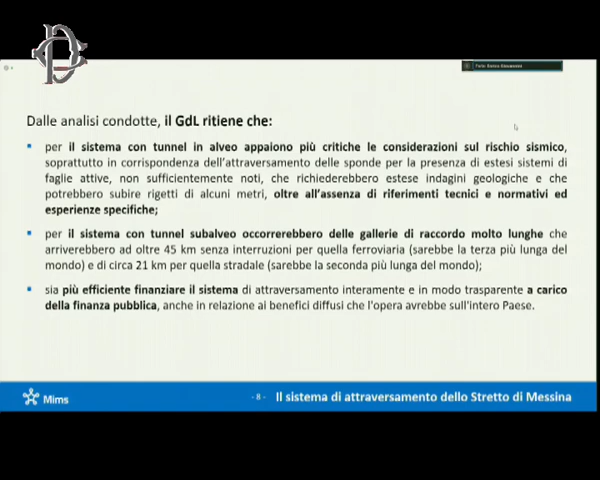 Dalle analisi condotte, il GdL ritiene che:
per il sistema con tunnel in alveo appaiono più critiche le considerazioni sul rischio sismico,
soprattutto in corrispondenza dell'attraversamento delle sponde per la presenza di estesi sistemi di
faglie attive, non sufficientemente noti, che richiederebbero estese indagini geologiche e che
potrebbero subire rigetti di alcuni metri, oltre all'assenza di riferimenti tecnici e normativi ed
esperienze specifiche;
per il sistema con tunnel subalveo occorrerebbero delle gallerie di raccordo molto lunghe che
arriverebbero ad oltre 45 km senza interruzioni per quella ferroviaria (sarebbe la terza più lunga del
mondo) e di circa 21 km per quella stradale (sarebbe la seconda più lunga del mondo);
sia più efficiente finanziare il sistema di attraversamento interamente e in modo trasparente a carico
della finanza pubblica, anche in relazione ai benefici diffusi che l'opera avrebbe sull'intero Paese.
Mims
- 8 - Il sistema di attraversamento dello Stretto di Messina